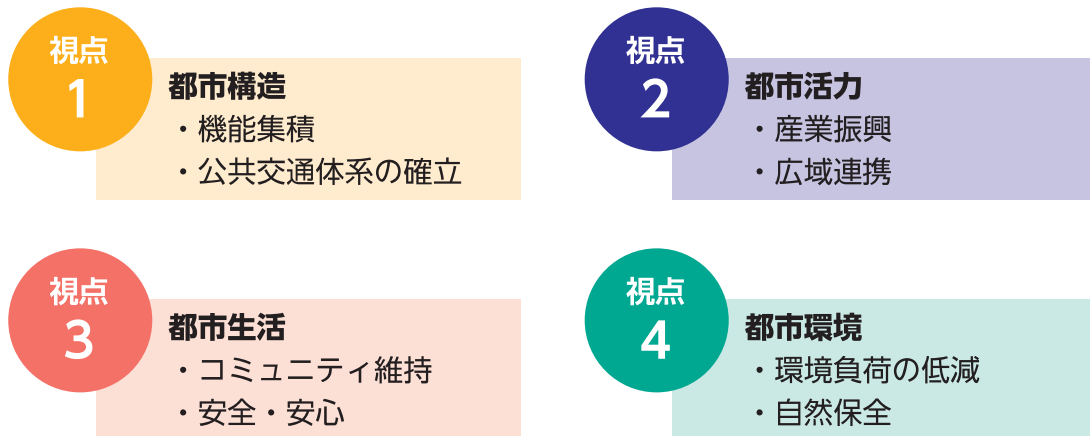 視点
1
都市構造
・機能集積
・公共交通体系の確立
視点
2
都市活力
・産業振興
・広域連携
視点
3
都市生活
・コミュニティ維持
・安全・安心
視点
4
都市環境
・環境負荷の低減
・自然保全